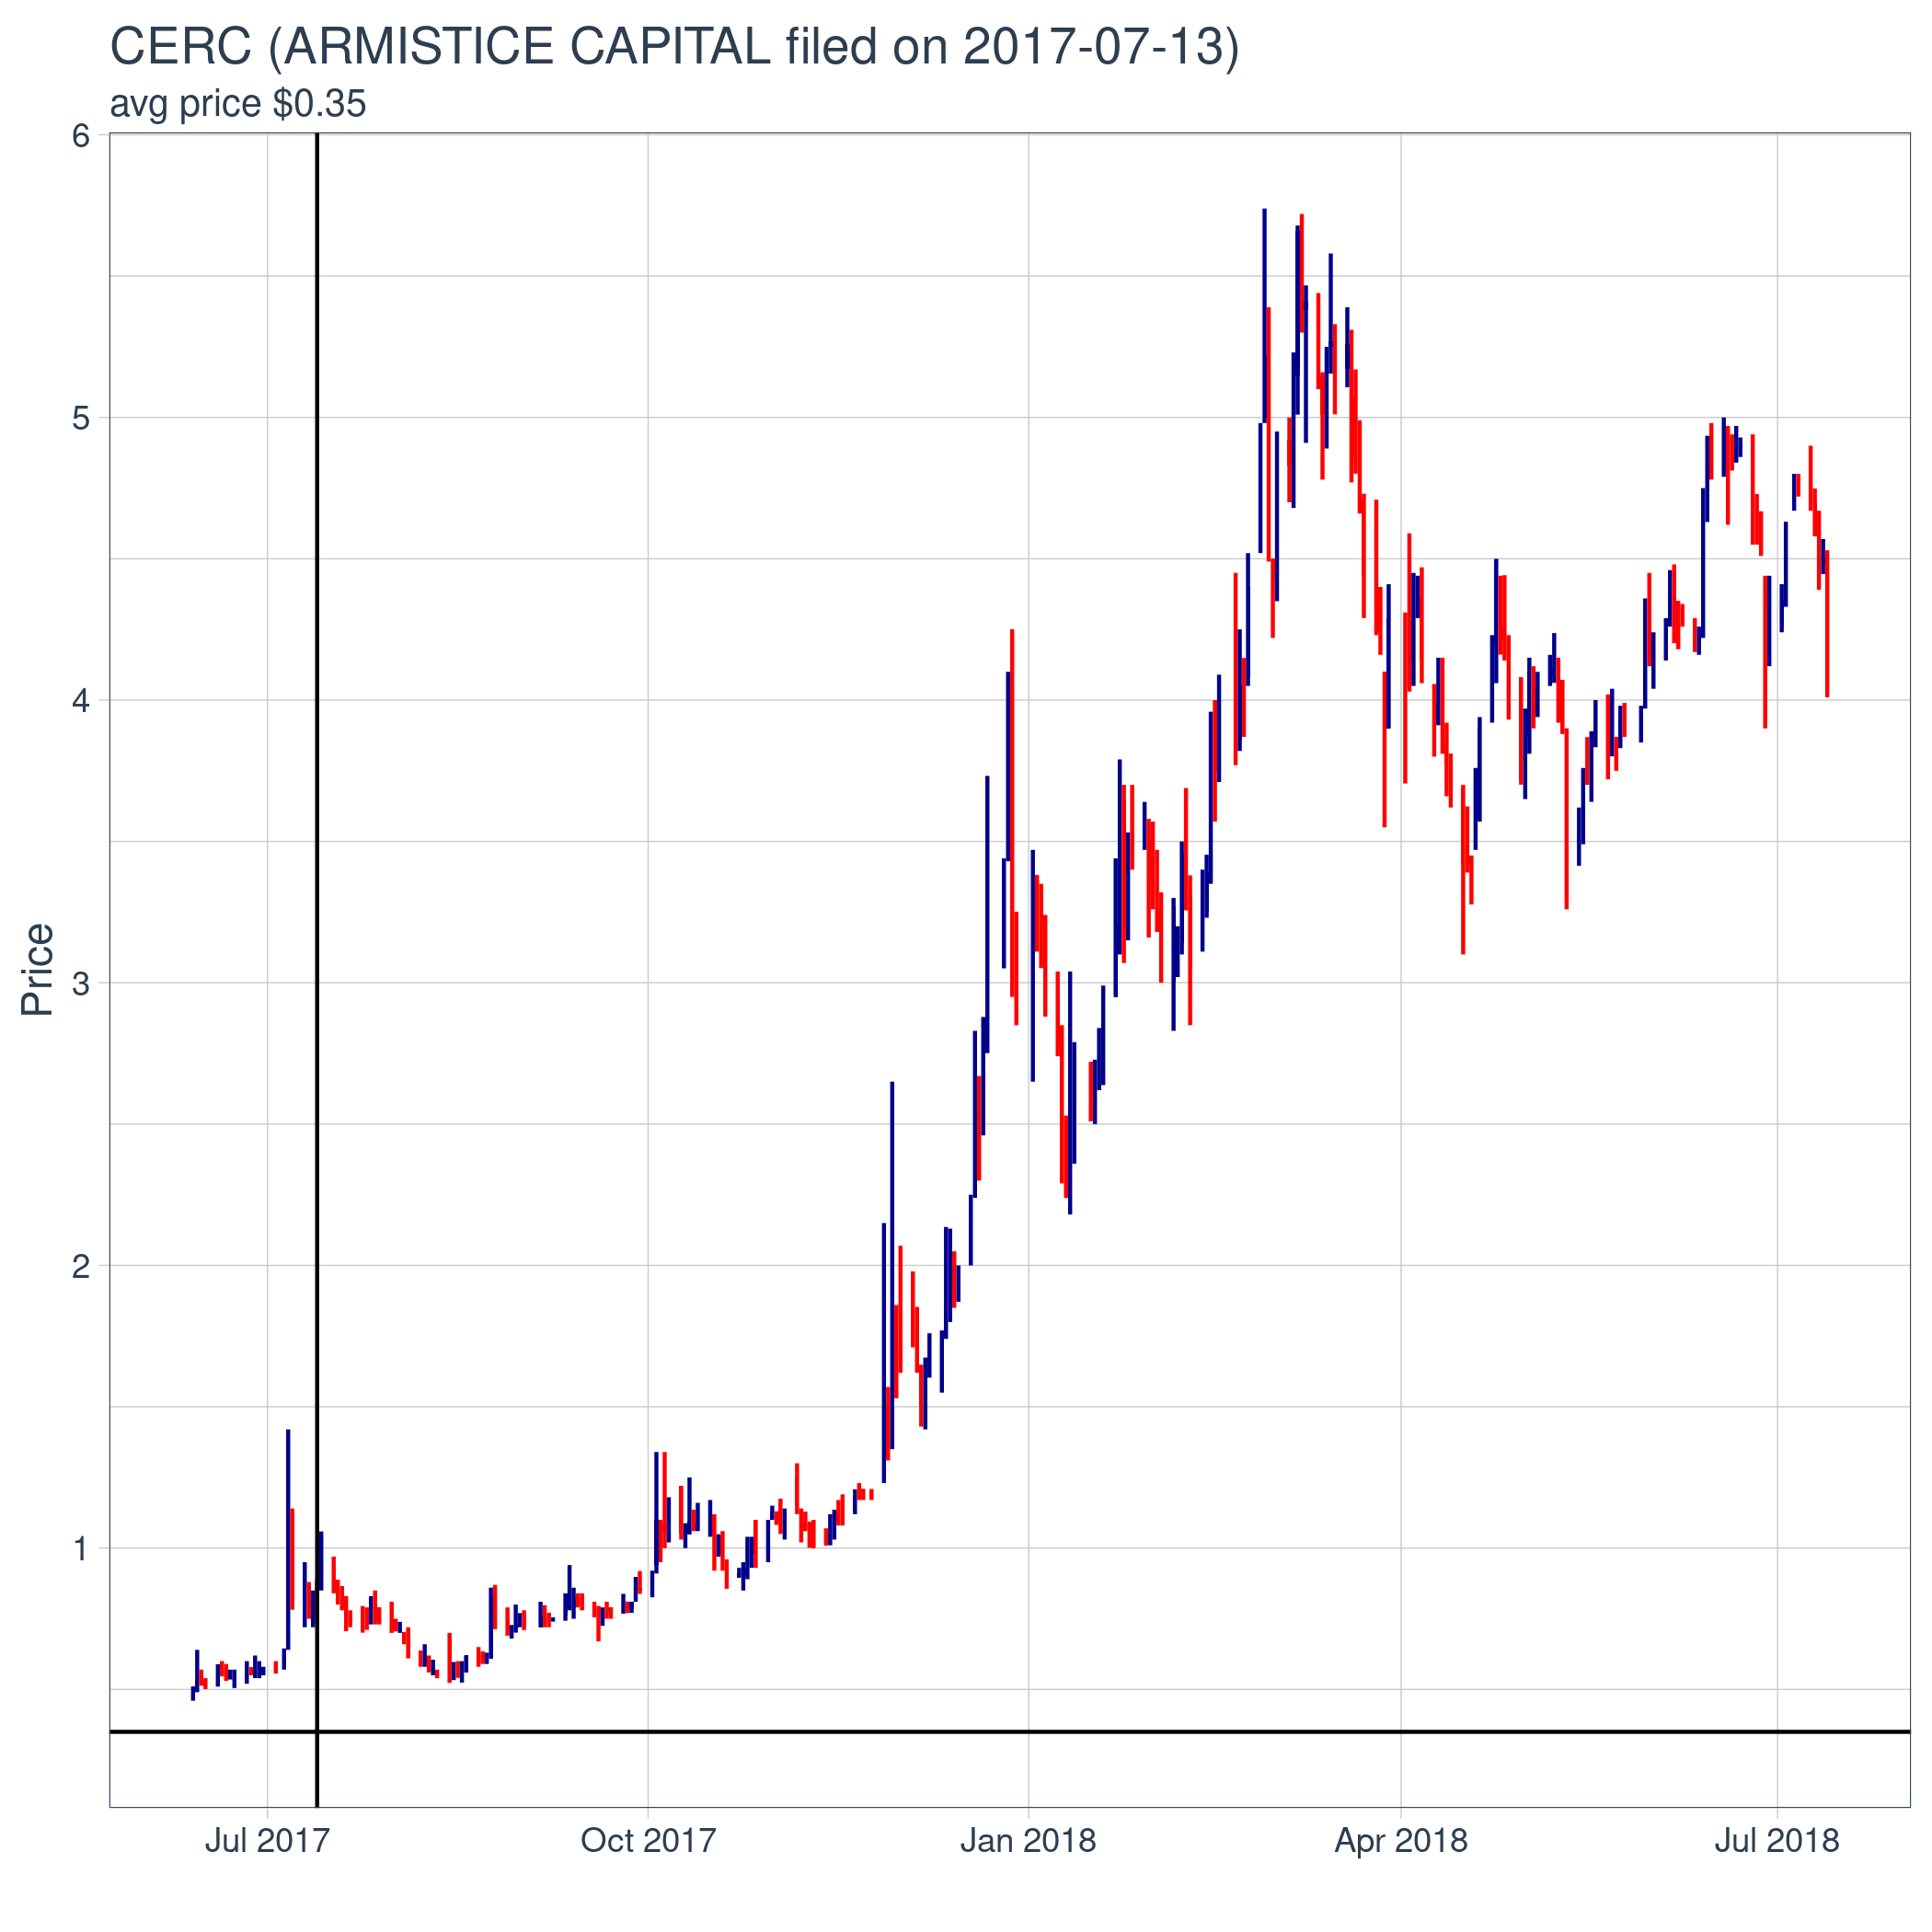 CERC (ARMISTICE CAPITAL filed on 2017-07-13)
avg price $0.35
6
5
4
3
2
1
Price
Jul 2017
Oct 2017
Jan 2018
Apr 2018
Jul 2018